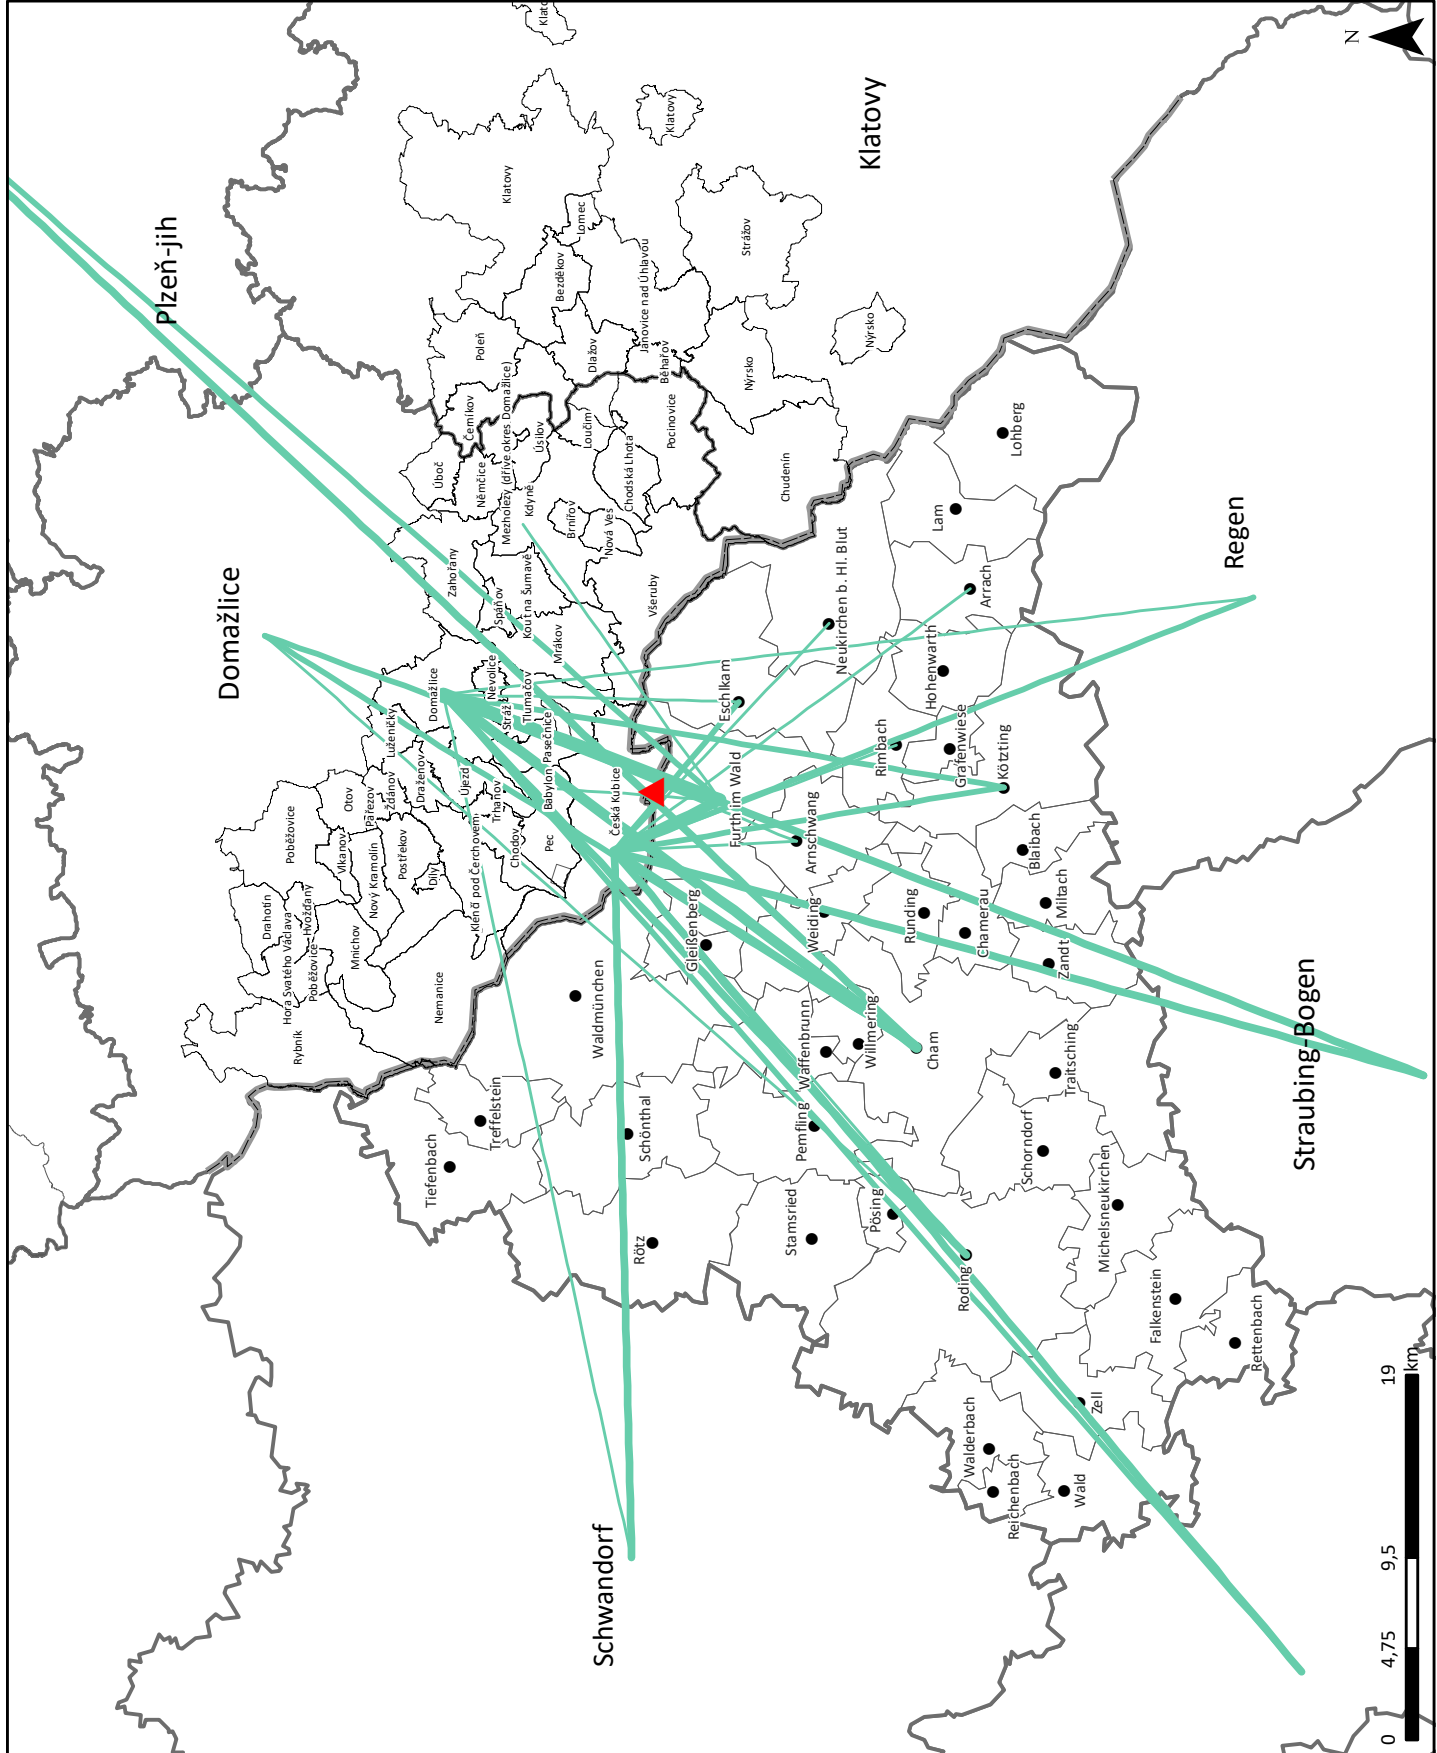 Plzeň-jih
Domažlice
Klatovy
Regen
Straubing-Bogen
Schwandorf
N
Klatovy
Klatovy
Lomec
Bezděkov
Janovice nad Úhlavou
Strážov
Poleň
Dlažov
Běhařov
Nýrsko
Nýrsko
Černíkov
Mezholezy (dříve okres Domažlice)
Úsilov
Loučim
Pocinovice
Úboč
Němčice
Kdyně
Chodská Lhota
Chudenín
Brnířov
Nová Ves
Zahořany
Spáňov
Kout na Šumavě
Všeruby
Mrákov
Domažlice
Nevolice
Stráž
Tlumačov
Luženičky
Pasečnice
Draženov
Újezd
Trhanov
Babylon
Česká Kubice
Otov
Pařezov
Ždánov
Poběžovice
Vlkanov
Nový Kramolín
Postřekov
Díly
Klenčí pod Čerchovem
Chodov
Pec
Drahotín
Hvožďany
Hora Svatého Václava
Poběžovice
Mnichov
Nemanice
Rybník
Lohberg
Lam
Arrach
Neukirchen b. Hl. Blut
Hohenwarth
Eschlkam
Rimbach
Grafenwiese
Kötzting
Furth im Wald
Arnschwang
Blaibach
Miltach
Zandt
Chamerau
Runding
Weiding
Gleißenberg
Waldmünchen
Willmering
Waffenbrunn
Cham
Traitsching
Pemfling
Schorndorf
Schönthal
Treffelstein
Tiefenbach
Michelsneukirchen
Pösing
Stamsried
Rötz
Roding
Falkenstein
Rettenbach
Zell
Walderbach
Reichenbach
Wald
0 4,75 9,5 19
km